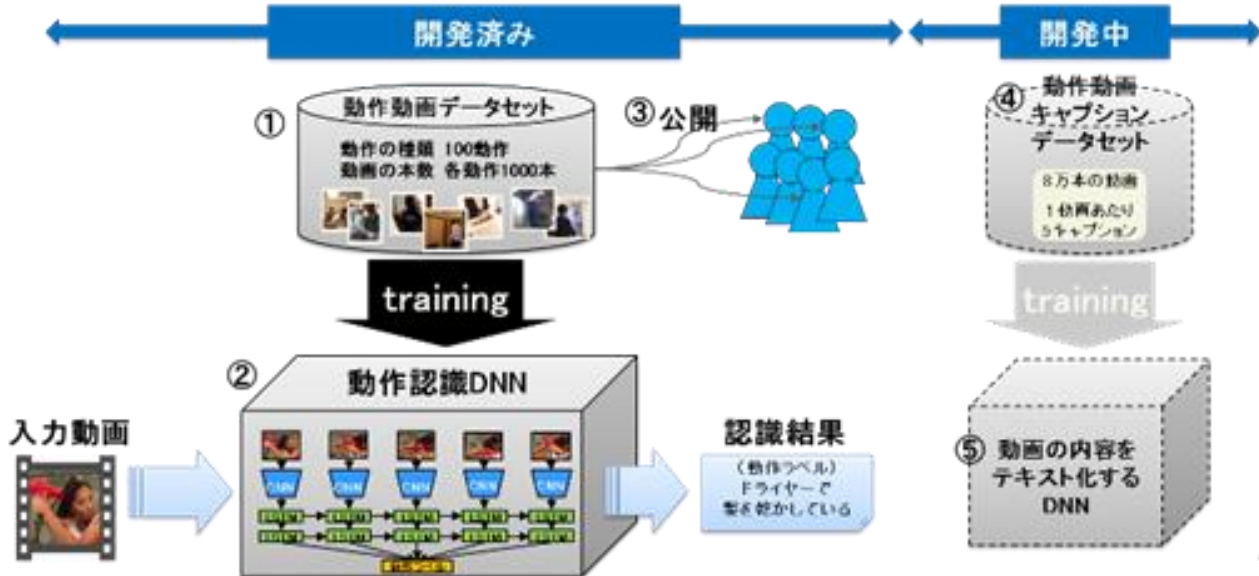 開発済み
開発中
①
動作動画データセット
動作の種類 100動作
動画の本数 各動作1000本
③公開
④
動作動画
キャプション
データセット
8万本の動画
1動画あたり
5キャプション
training
training
②
動作認識DNN
入力動画
CNN
CNN
CNN
CNN
CNN
認識結果
(動作ラベル)
ドライヤーで
髪を乾かしている
⑤ 動画の内容を
テキスト化する
DNN